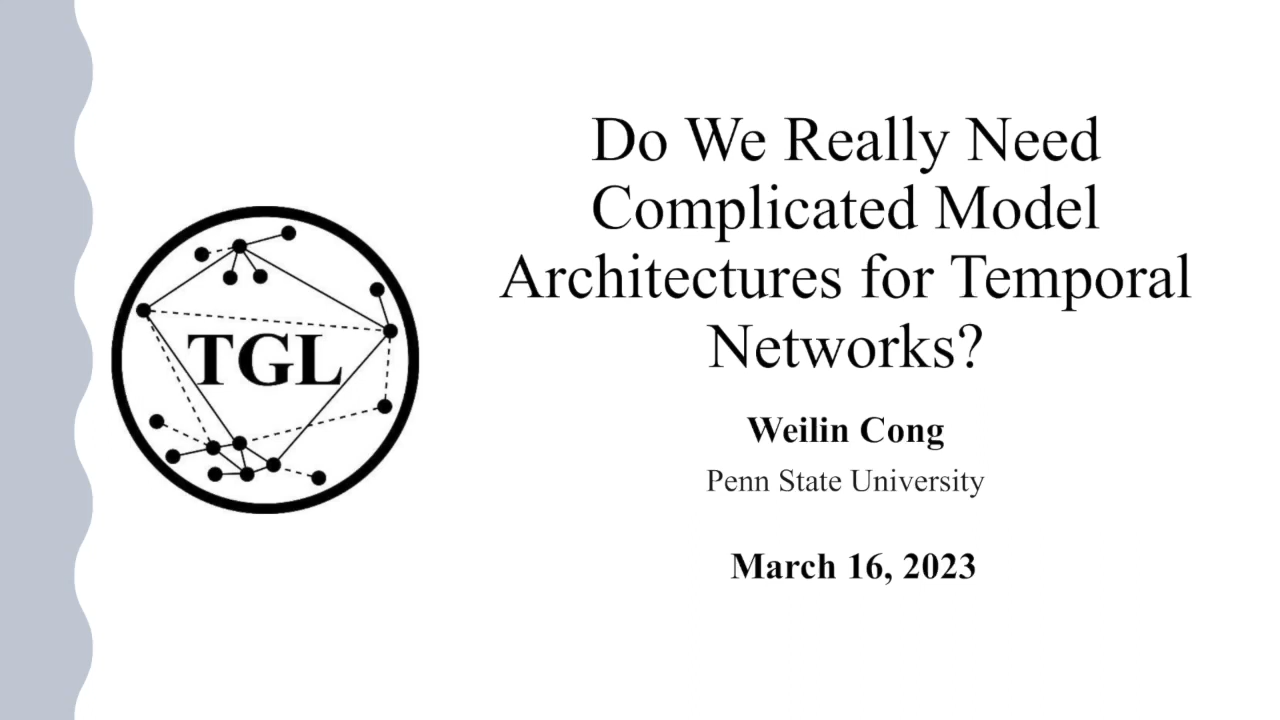 TGL
Do We Really Need
Complicated Model
Architectures for Temporal
Networks?
Weilin Cong
Penn State University
March 16, 2023